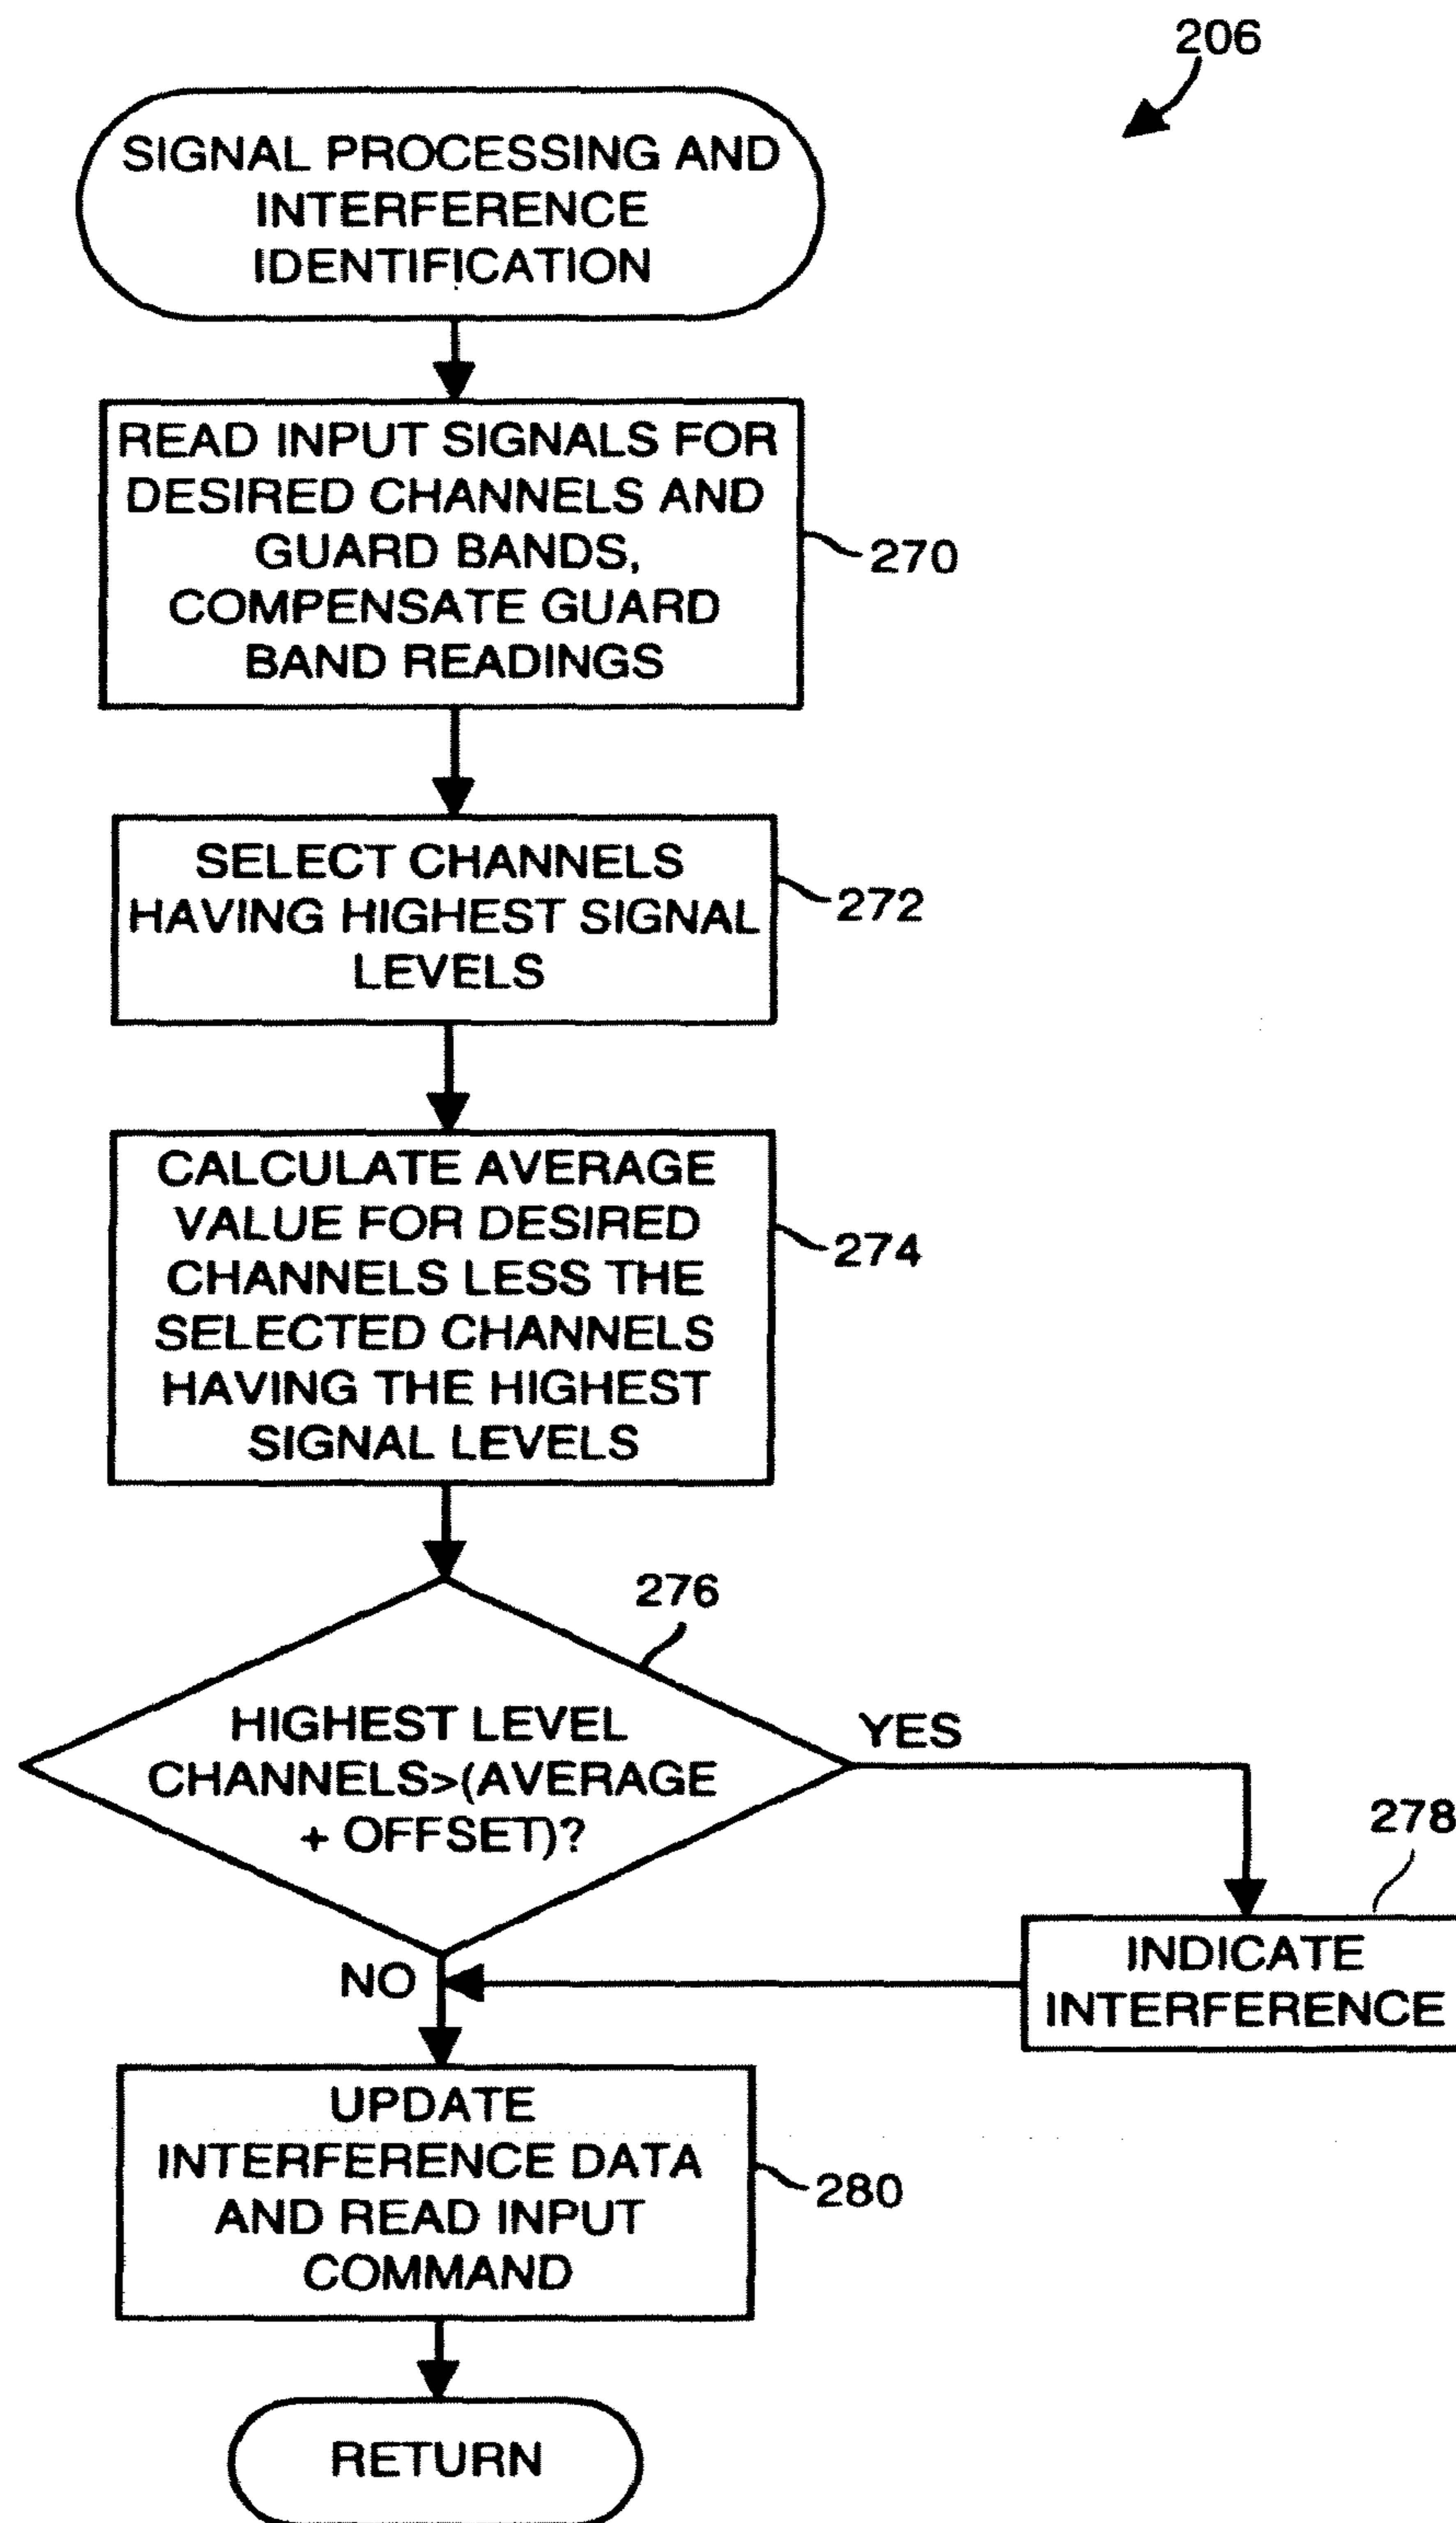 206
SIGNAL PROCESSING AND
INTERFERENCE
IDENTIFICATION
READ INPUT SIGNALS FOR
DESIRED CHANNELS AND
GUARD BANDS,
COMPENSATE GUARD
BAND READINGS
270
SELECT CHANNELS
HAVING HIGHEST SIGNAL
LEVELS
272
CALCULATE AVERAGE
VALUE FOR DESIRED
CHANNELS LESS THE
SELECTED CHANNELS
HAVING THE HIGHEST
SIGNAL LEVELS
274
276
HIGHEST LEVEL
CHANNELS>(AVERAGE
+ OFFSET)?
YES
278
INDICATE
INTERFERENCE
NO
UPDATE
INTERFERENCE DATA
AND READ INPUT
COMMAND
280
RETURN